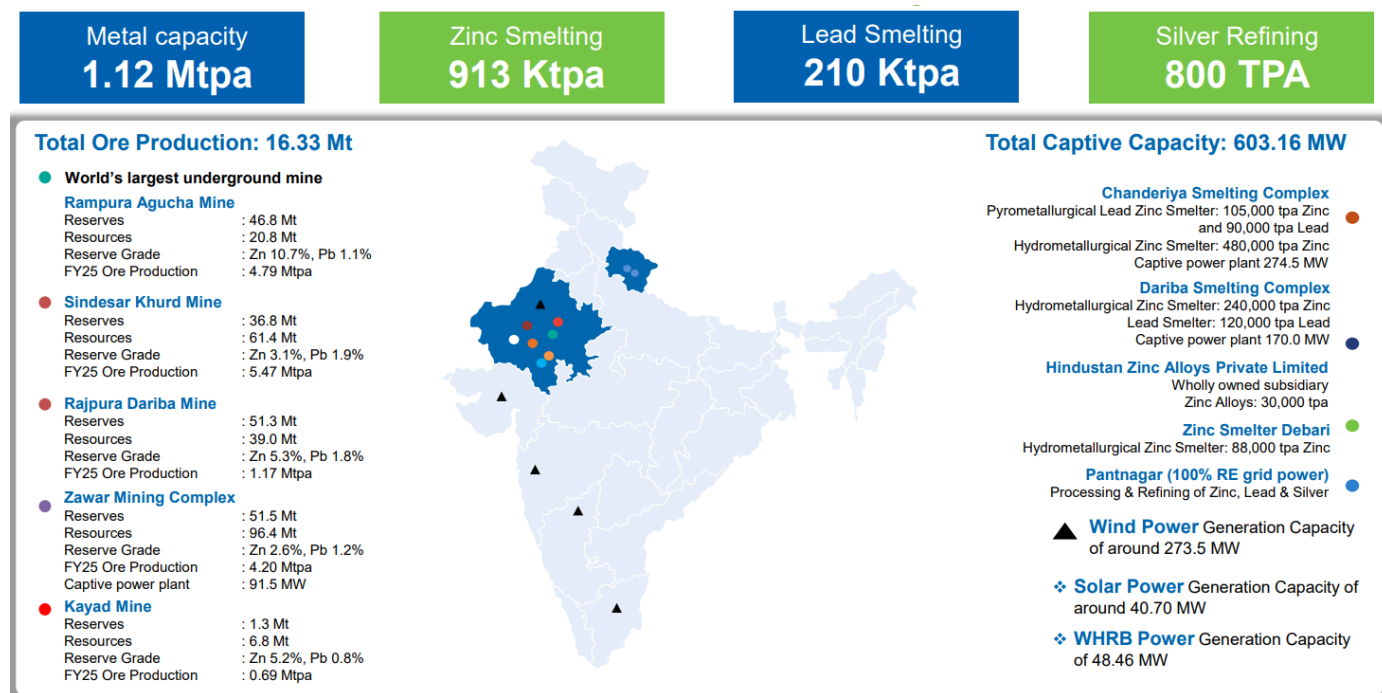 Metal capacity
1.12 Mtpa
Zinc Smelting
913 Ktpa
Lead Smelting
210 Ktpa
Silver Refining
800 TPA
Total Ore Production: 16.33 Mt
World's largest underground mine
Rampura Agucha Mine
Reserves : 46.8 Mt
Resources : 20.8 Mt
Reserve Grade : Zn 10.7%, Pb 1.1%
FY25 Ore Production : 4.79 Mtpa
Sindesar Khurd Mine
Reserves : 36.8 Mt
Resources : 61.4 Mt
Reserve Grade : Zn 3.1%, Pb 1.9%
FY25 Ore Production : 5.47 Mtpa
Rajpura Dariba Mine
Reserves : 51.3 Mt
Resources : 39.0 Mt
Reserve Grade : Zn 5.3%, Pb 1.8%
FY25 Ore Production : 1.17 Mtpa
Zawar Mining Complex
Reserves : 51.5 Mt
Resources : 96.4 Mt
Reserve Grade : Zn 2.6%, Pb 1.2%
FY25 Ore Production : 4.20 Mtpa
Captive power plant : 91.5 MW
Kayad Mine
Reserves : 1.3 Mt
Resources : 6.8 Mt
Reserve Grade : Zn 5.2%, Pb 0.8%
FY25 Ore Production : 0.69 Mtpa
Total Captive Capacity: 603.16 MW
Chanderiya Smelting Complex
Pyrometallurgical Lead Zinc Smelter: 105,000 tpa Zinc
and 90,000 tpa Lead
Hydrometallurgical Zinc Smelter: 480,000 tpa Zinc
Captive power plant 274.5 MW
Dariba Smelting Complex
Hydrometallurgical Zinc Smelter: 240,000 tpa Zinc
Lead Smelter: 120,000 tpa Lead
Captive power plant 170.0 MW
Hindustan Zinc Alloys Private Limited
Wholly owned subsidiary
Zinc Alloys: 30,000 tpa
Zinc Smelter Debari
Hydrometallurgical Zinc Smelter: 88,000 tpa Zinc
Pantnagar (100% RE grid power)
Processing & Refining of Zinc, Lead & Silver
Wind Power Generation Capacity
of around 273.5 MW
Solar Power Generation Capacity of
around 40.70 MW
WHRB Power Generation Capacity
of 48.46 MW